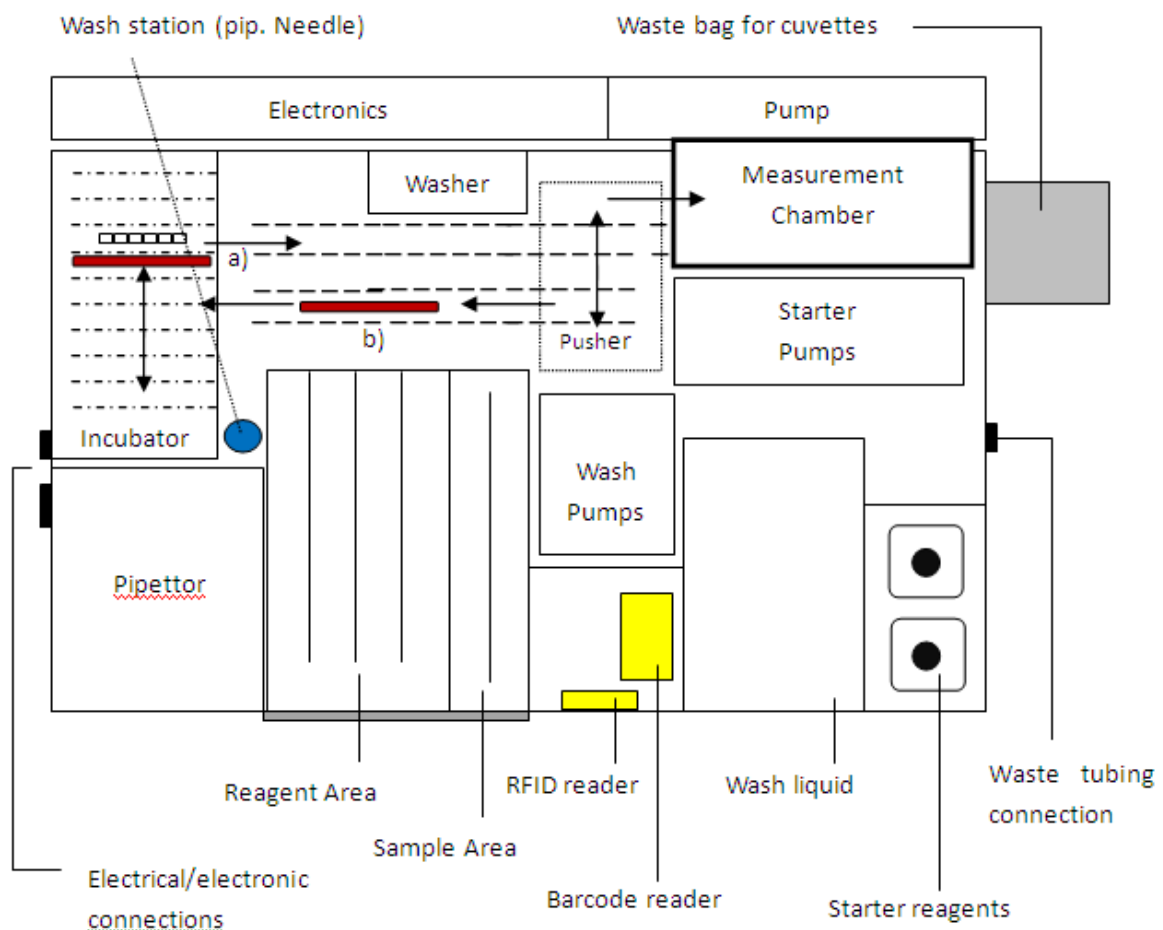 Wash station (pip. Needle)
Waste bag for cuvettes
Electronics
Pump
Washer
Measurement
Chamber
a)
b)
Pusher
Starter
Pumps
Incubator
Wash
Pumps
Pipettor
Reagent Area
RFID reader
Wash liquid
Waste tubing
connection
Sample Area
Electrical/electronic
connections
Barcode reader
Starter reagents